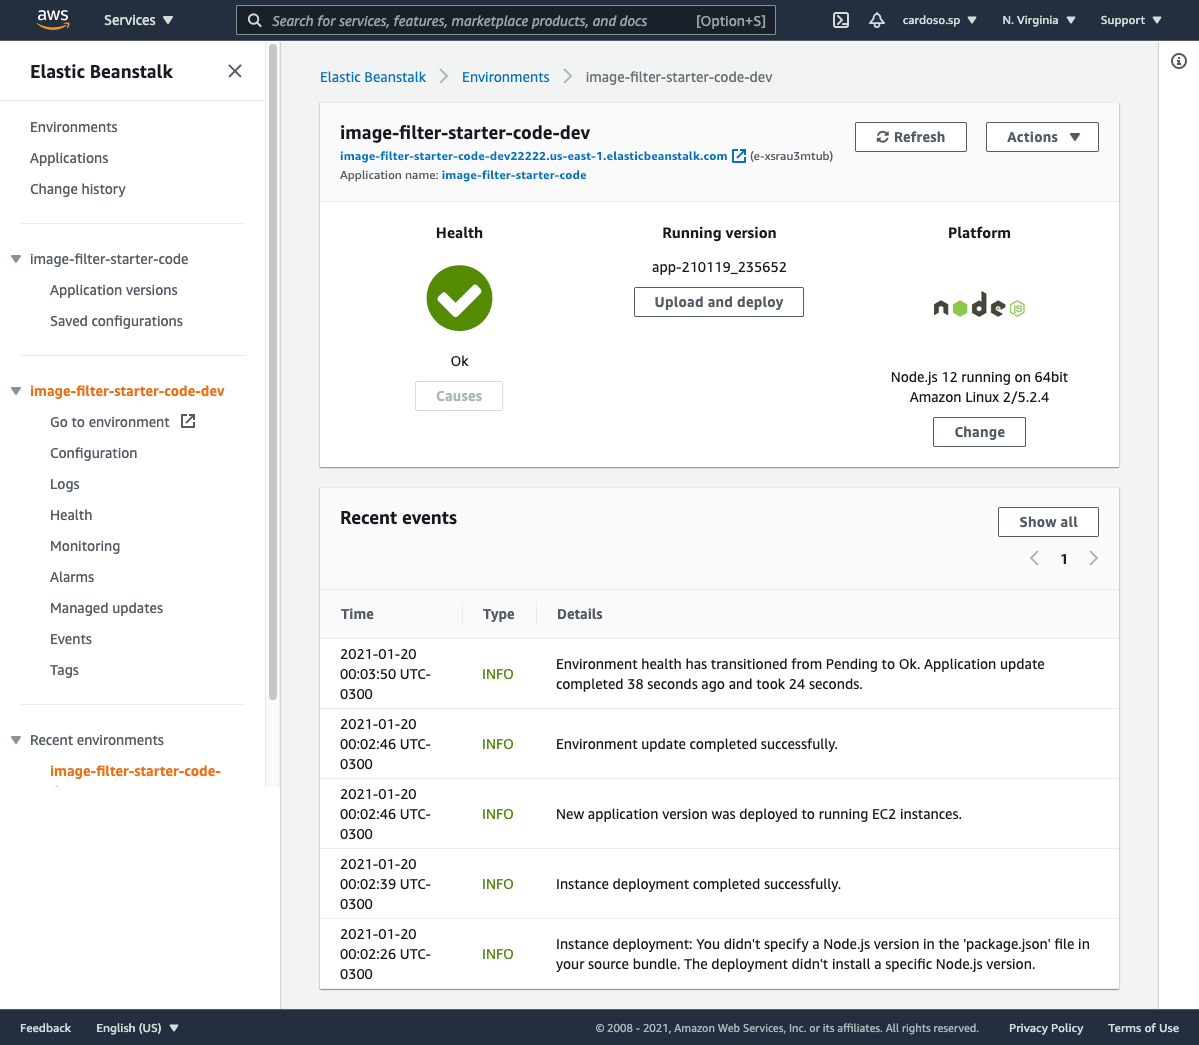 aws
Services
Search for services, features, marketplace products, and docs
[Option+S]
cardoso.sp
N. Virginia
Support
Elastic Beanstalk
Environments
Applications
Change history
image-filter-starter-code
Application versions
Saved configurations
image-filter-starter-code-dev
Go to environment
Configuration
Logs
Health
Monitoring
Alarms
Managed updates
Events
Tags
Recent environments
image-filter-starter-code-
Elastic Beanstalk
Environments
image-filter-starter-code-dev
image-filter-starter-code-dev
image-filter-starter-code-dev22222.us-east-1.elasticbeanstalk.com (e-xsrau3mtub)
Application name: image-filter-starter-code
Refresh
Actions
Health
Ok
Causes
Running version
app-210119_235652
Upload and deploy
Platform
node JS
Node.js 12 running on 64bit
Amazon Linux 2/5.2.4
Change
Recent events
Show all
1
Time
Type
Details
2021-01-20
00:03:50 UTC-
0300
INFO
Environment health has transitioned from Pending to Ok. Application update
completed 38 seconds ago and took 24 seconds.
2021-01-20
00:02:46 UTC-
0300
INFO
Environment update completed successfully.
2021-01-20
00:02:46 UTC-
0300
INFO
New application version was deployed to running EC2 instances.
2021-01-20
00:02:39 UTC-
0300
INFO
Instance deployment completed successfully.
2021-01-20
00:02:26 UTC-
0300
INFO
Instance deployment: You didn't specify a Node.js version in the 'package.json' file in
your source bundle. The deployment didn't install a specific Node.js version.
Feedback
English (US)
© 2008 - 2021, Amazon Web Services, Inc. or its affiliates. All rights reserved.
Privacy Policy
Terms of Use